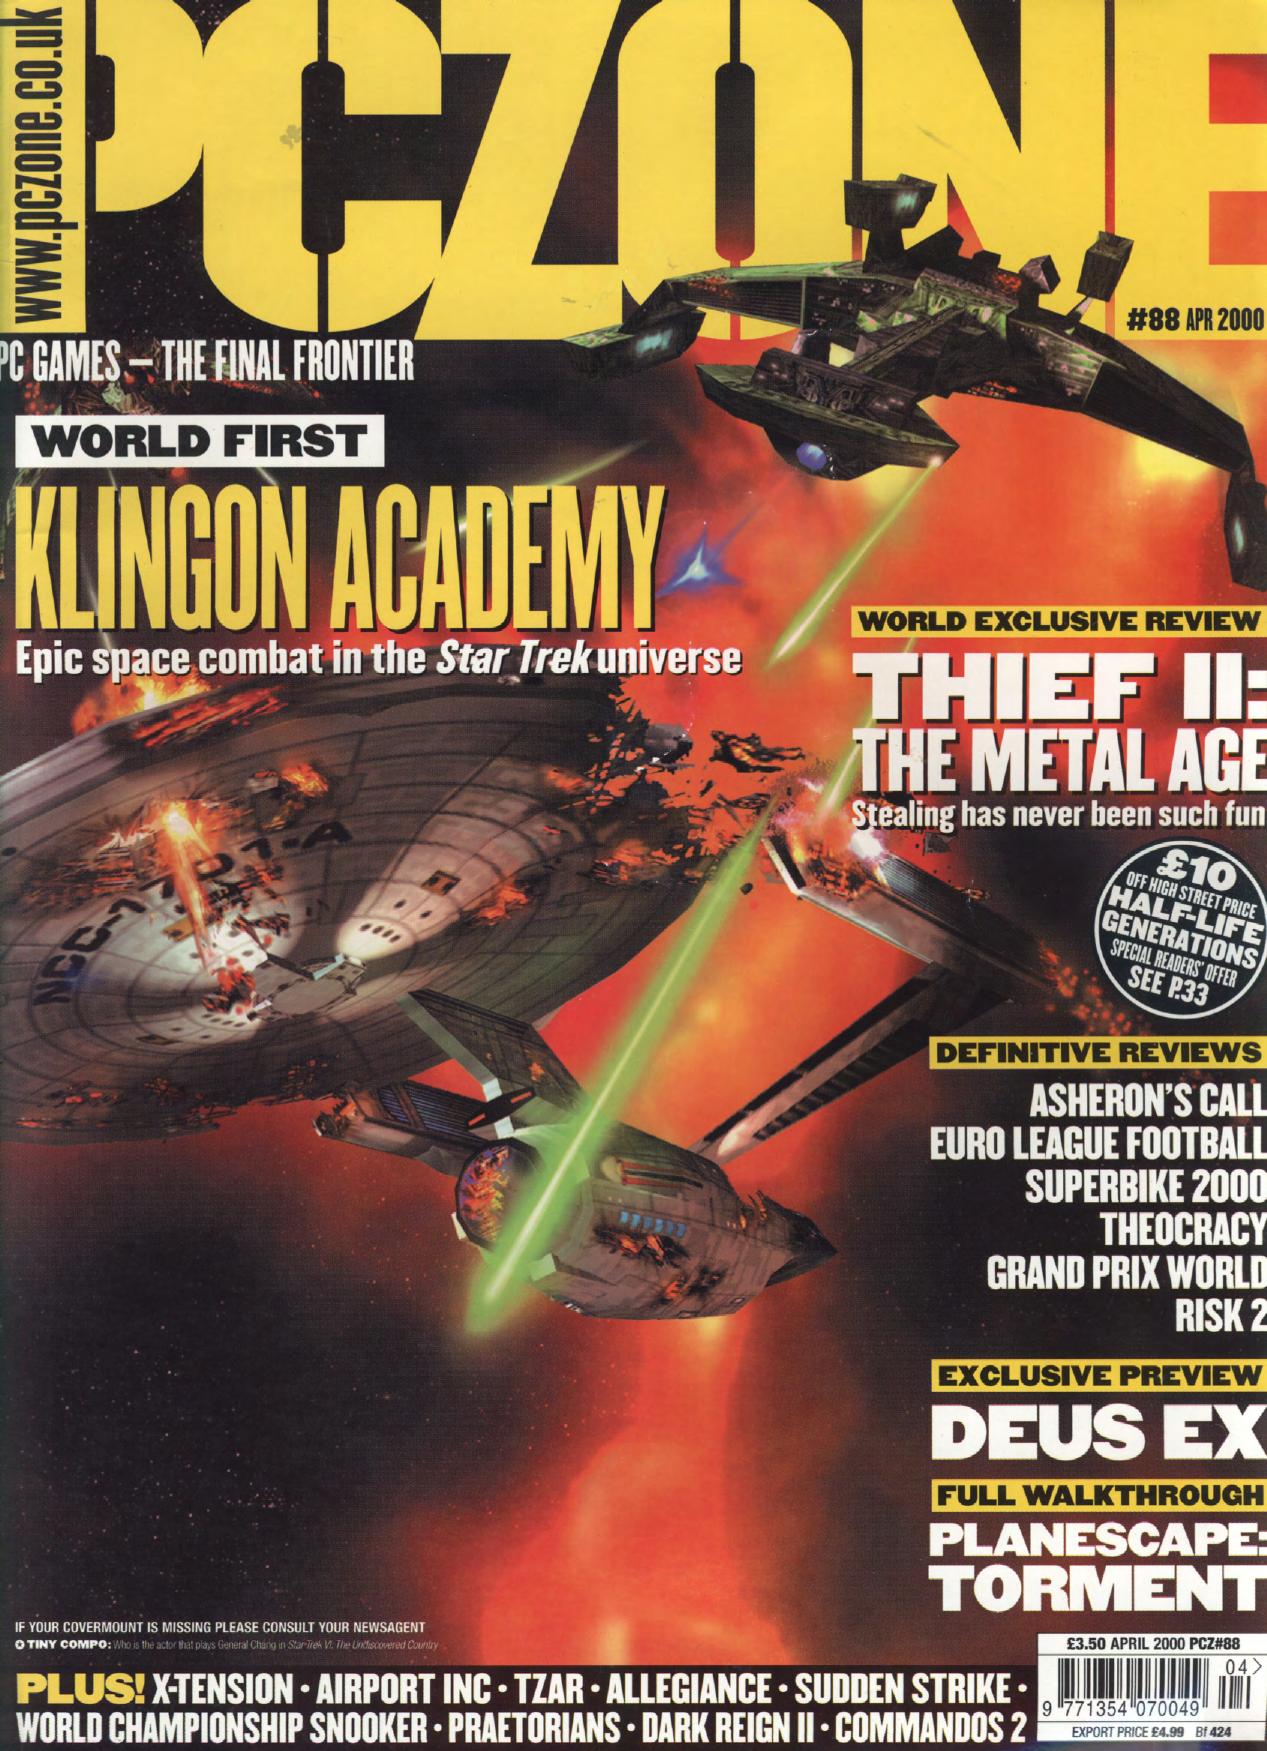 www.pczone.co.uk
PCZONE
#88 APR 2000
PC GAMES – THE FINAL FRONTIER
WORLD FIRST
KLINGON ACADEMY
Epic space combat in the Star Trek universe
WORLD EXCLUSIVE REVIEW
THIEF II:
THE METAL AGE
Stealing has never been such fun
£10
OFF HIGH STREET PRICE
HALF-LIFE
GENERATIONS
SPECIAL READERS' OFFER
SEE P.33
DEFINITIVE REVIEWS
ASHERON'S CALL
EURO LEAGUE FOOTBALL
SUPERBIKE 2000
THEOCRACY
GRAND PRIX WORLD
RISK 2
EXCLUSIVE PREVIEW
DEUS EX
FULL WALKTHROUGH
PLANESCAPE:
TORMENT
IF YOUR COVERMOUNT IS MISSING PLEASE CONSULT YOUR NEWSAGENT
TINY COMPO: Who is the actor that plays General Chang in Star Trek VI: The Undiscovered Country
PLUS! X-TENSION • AIRPORT INC • TZAR • ALLEGIANCE • SUDDEN STRIKE •
WORLD CHAMPIONSHIP SNOOKER • PRAETORIANS • DARK REIGN II • COMMANDOS 2
£3.50 APRIL 2000 PCZ#88
04>
9 771354 070049
EXPORT PRICE £4.99 Bf 424